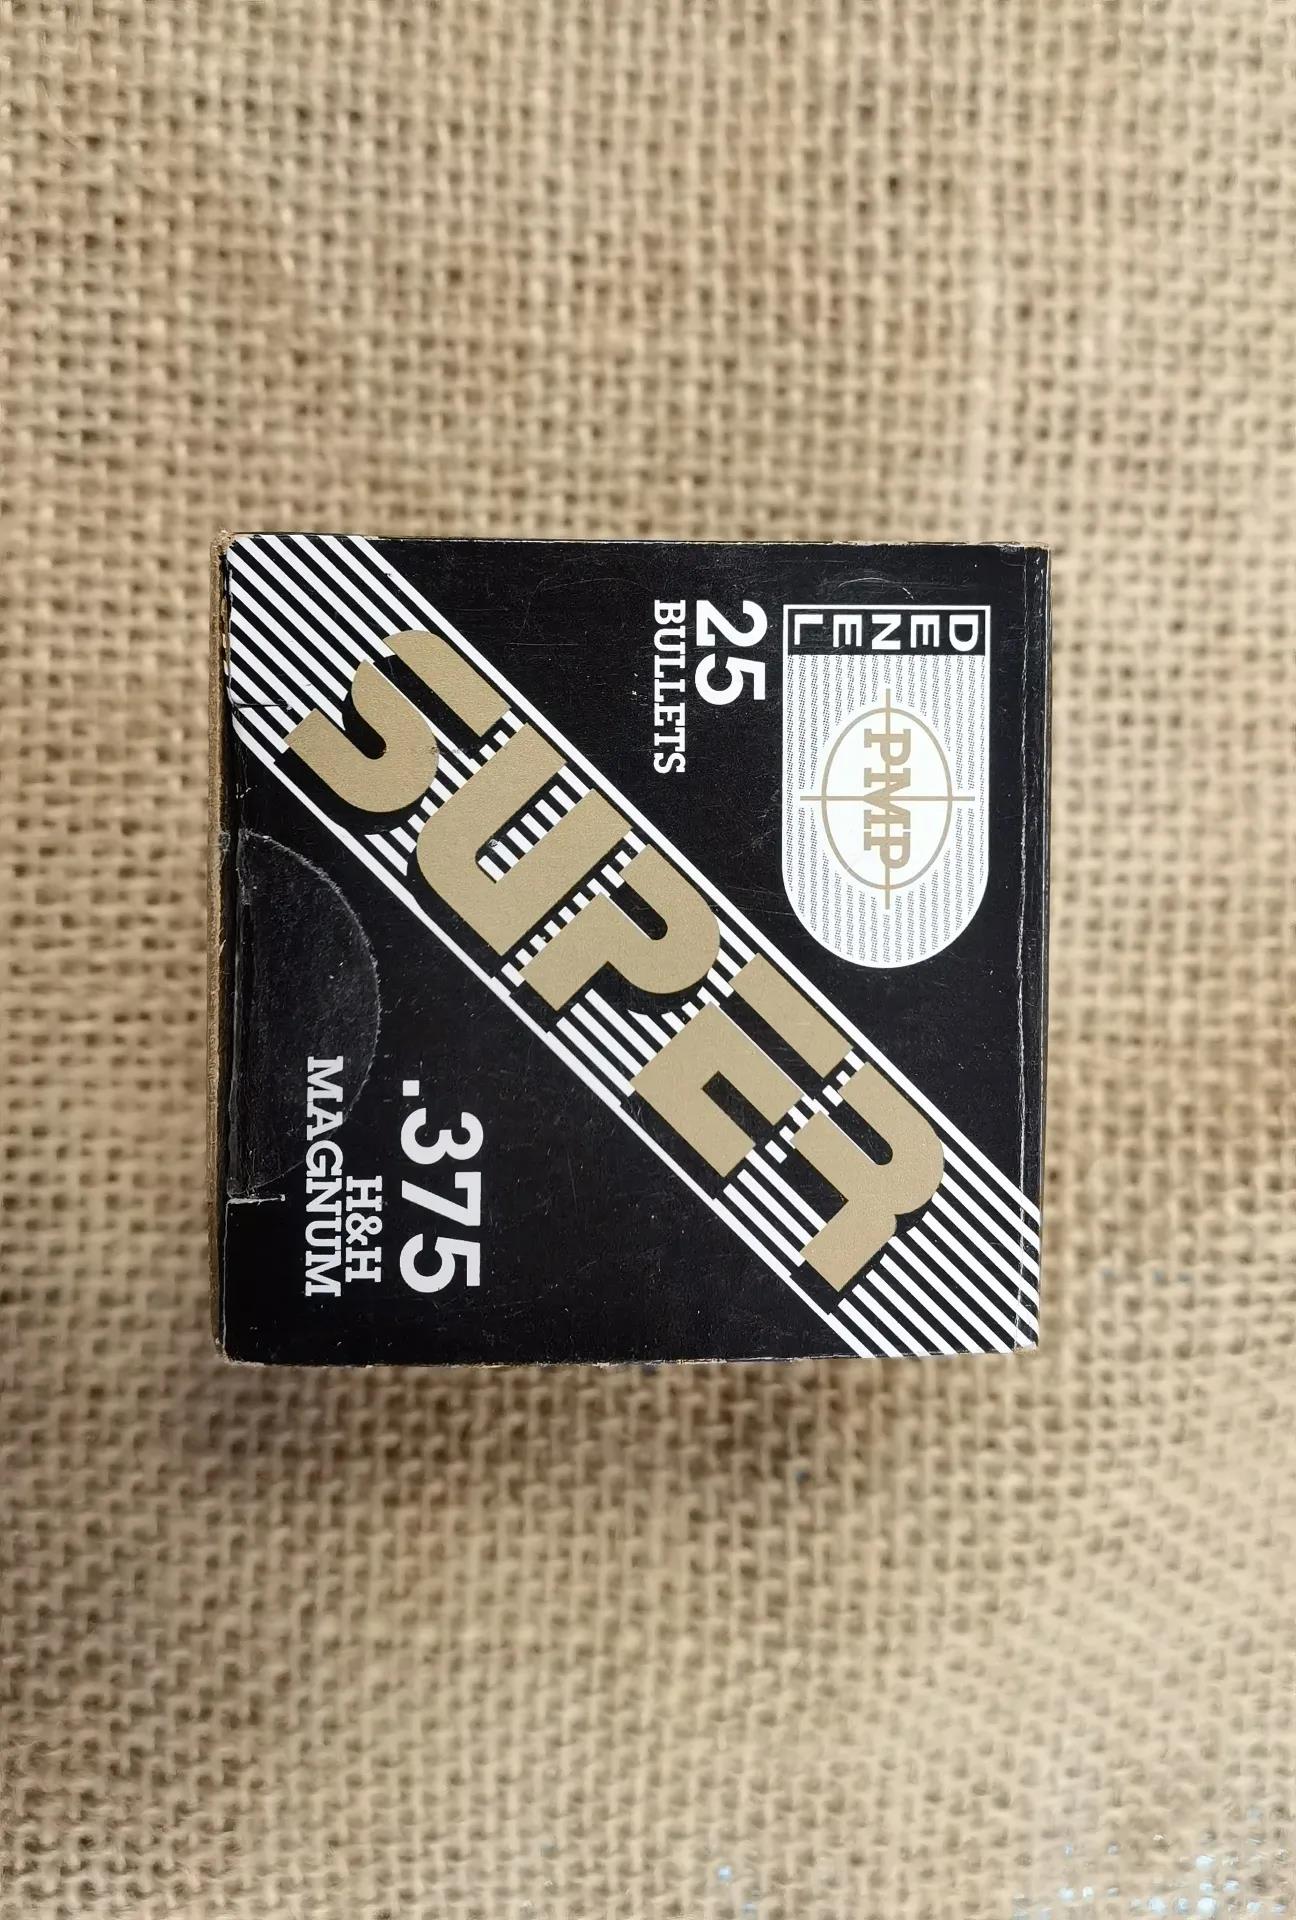 DENEL
PMP
25
BULLETS
SUPER
.375
H&H
MAGNUM